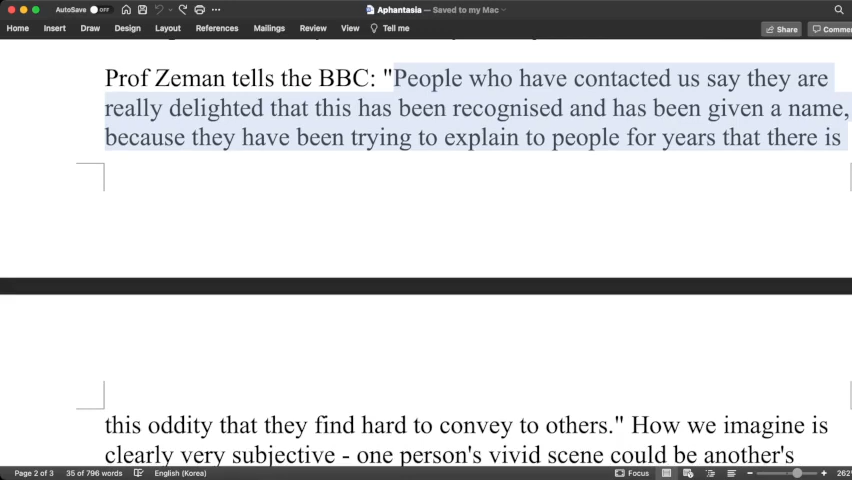 AutoSave OFF
Aphantasia — Saved to my Mac
Home Insert Draw Design Layout References Mailings Review View Tell me Share
Prof Zeman tells the BBC: "People who have contacted us say they are
really delighted that this has been recognised and has been given a name,
because they have been trying to explain to people for years that there is
this oddity that they find hard to convey to others." How we imagine is
clearly very subjective - one person's vivid scene could be another's
Page 2 of 3 35 of 796 words English (Korea) Focus